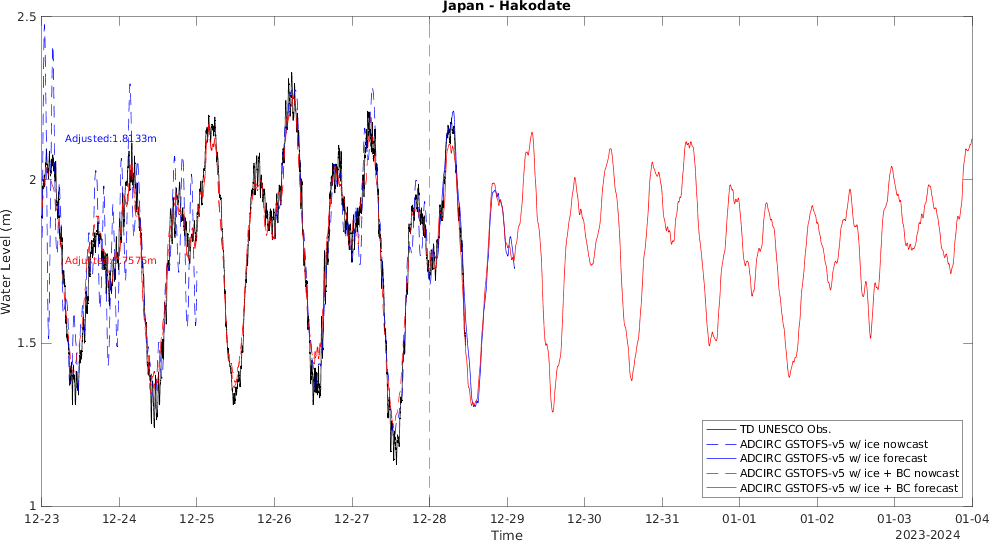 Japan - Hakodate
2.5
2
1.5
1
Water Level (m)
Adjusted:1.8133m
Adjusted:1.7575m
12-23 12-24 12-25 12-26 12-27 12-28 12-29 12-30 12-31 01-01 01-02 01-03 01-04
Time
2023-2024
TD UNESCO Obs.
ADCIRC GSTOFS-v5 w/ ice nowcast
ADCIRC GSTOFS-v5 w/ ice forecast
ADCIRC GSTOFS-v5 w/ ice + BC nowcast
ADCIRC GSTOFS-v5 w/ ice + BC forecast